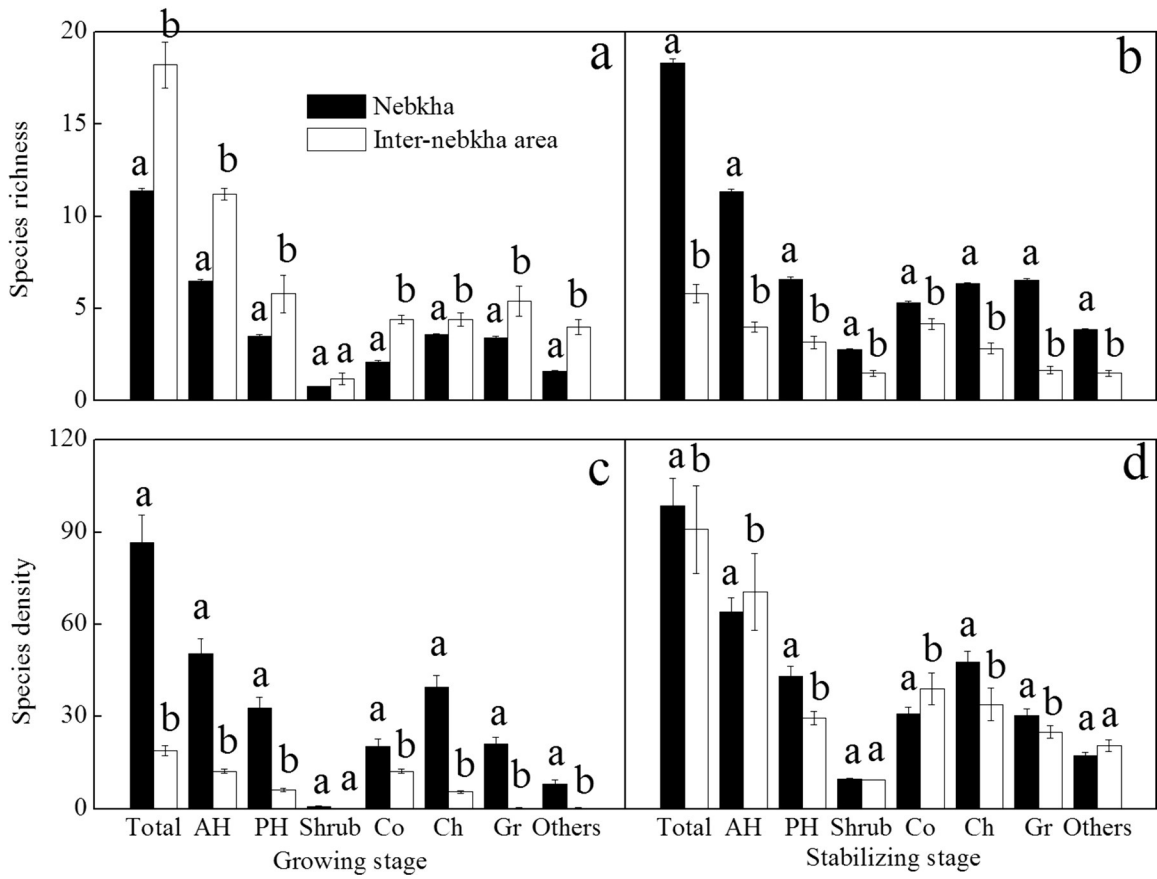 20
15
10
5
0
Species richness
a
b
Nebkha
Inter-nebkha area
a b a b a b a a a b a b a b a b
a b a b a b a b a b a b a b a b
120
90
60
30
0
Species density
c
d
a b a b a b a a a b a b a b a b
a b a b a b a a a b a b a b a a
Total AH PH Shrub Co Ch Gr Others
Total AH PH Shrub Co Ch Gr Others
Growing stage
Stabilizing stage